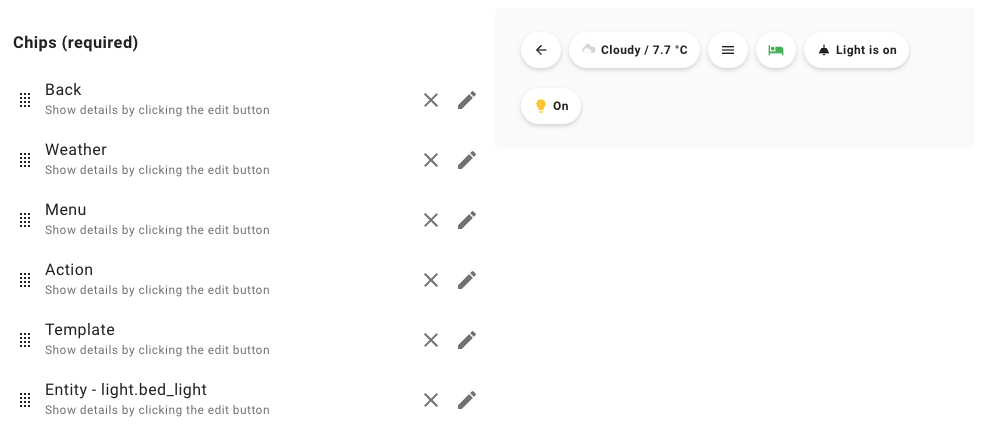 Chips (required)
Back
Show details by clicking the edit button
Weather
Show details by clicking the edit button
Menu
Show details by clicking the edit button
Action
Show details by clicking the edit button
Template
Show details by clicking the edit button
Entity - light.bed_light
Show details by clicking the edit button
Cloudy / 7.7 °C
Light is on
On